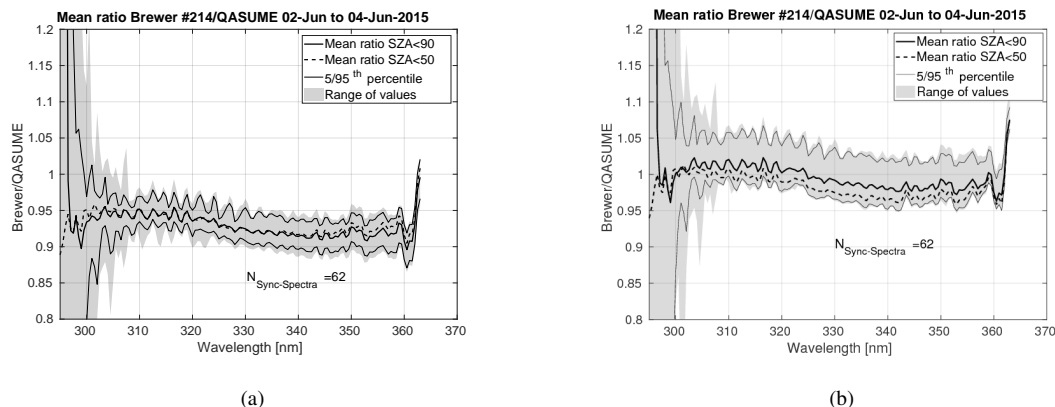 Mean ratio Brewer #214/QASUME 02-Jun to 04-Jun-2015
1.2
1.15
1.1
1.05
1
0.95
0.9
0.85
0.8
Brewer/QASUME
Mean ratio SZA<90
Mean ratio SZA<50
5/95 th percentile
Range of values
N Sync-Spectra =62
300 310 320 330 340 350 360 370
Wavelength [nm]
(a)
Mean ratio Brewer #214/QASUME 02-Jun to 04-Jun-2015
1.2
1.15
1.1
1.05
1
0.95
0.9
0.85
0.8
Brewer/QASUME
Mean ratio SZA<90
Mean ratio SZA<50
5/95 th percentile
Range of values
N Sync-Spectra =62
300 310 320 330 340 350 360 370
Wavelength [nm]
(b)